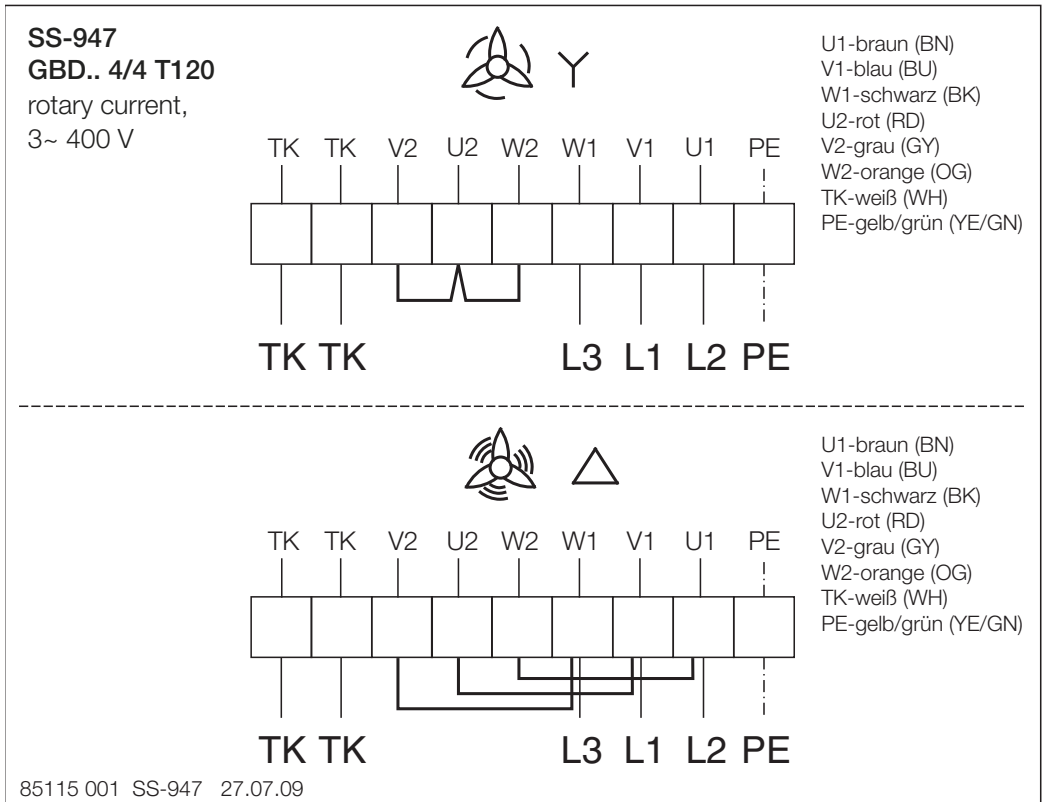 SS-947
GBD.. 4/4 T120
rotary current,
3~ 400 V
U1-braun (BN)
V1-blau (BU)
W1-schwarz (BK)
U2-rot (RD)
V2-grau (GY)
W2-orange (OG)
TK-weiß (WH)
PE-gelb/grün (YE/GN)
TK TK V2 U2 W2 W1 V1 U1 PE
TK TK L3 L1 L2 PE
U1-braun (BN)
V1-blau (BU)
W1-schwarz (BK)
U2-rot (RD)
V2-grau (GY)
W2-orange (OG)
TK-weiß (WH)
PE-gelb/grün (YE/GN)
TK TK V2 U2 W2 W1 V1 U1 PE
TK TK L3 L1 L2 PE
85115 001 SS-947 27.07.09